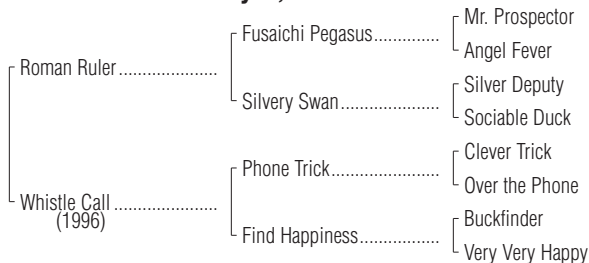 Mr. Prospector
Fusaichi Pegasus..............
Angel Fever
Roman Ruler.....................
Silver Deputy
Silvery Swan.....................
Sociable Duck
Clever Trick
Phone Trick.......................
Over the Phone
Whistle Call ......................
(1996)
Buckfinder
Find Happiness.................
Very Very Happy